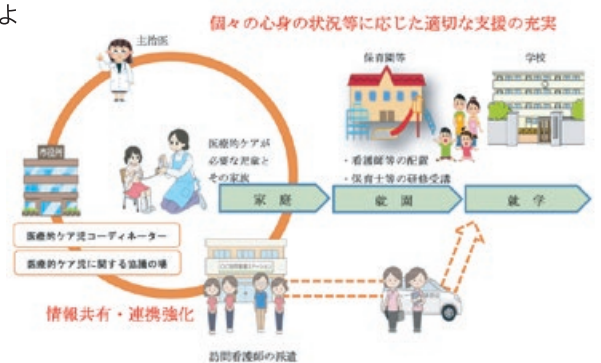 よ
個々の心身の状況等に応じた適切な支援の充実
主治医
保育園等
学校
市役所
医療的ケアが
必要な児童と
その家族
・看護師等の配置
・保育士等の研修受講
家庭
就園
就学
医療的ケア児コーディネーター
医療的ケア児に関する協議の場
情報共有・連携強化
訪問看護師の派遣